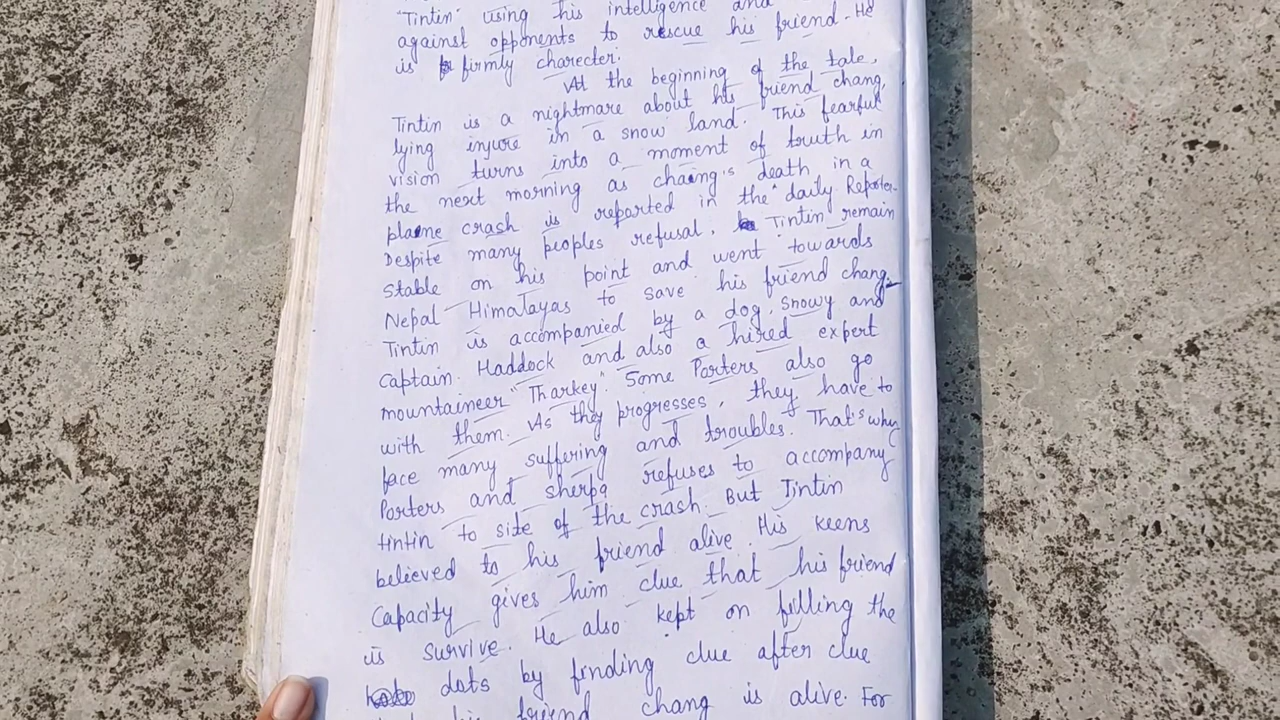 "Tintin" using his intelligence and
against opponents to rescue his friend. He
is firmly charecter.
At the beginning of the tale,
Tintin is a nightmare about his friend chang,
lying injure in a snow land. This fearful
vision turns into a moment of truth in
the next morning as chaang's death in a
plane crash is reported in the "daily Reporter.
Despite many peoples refusal, Tintin remain
stable on his point and went towards
Nepal Himalayas to save his friend chang.
Tintin is accompanied by a dog, snowy and
Captain Haddock and also a hired expert
mountaineer "Tharkey". Some Porters also go
with them. As they progresses, they have to
face many suffering and troubles. That's why
Porters and sherpa refuses to accompany
tintin to site of the crash. But Tintin
believed to his friend alive. His keens
Capacity gives him clue that his friend
is survive. He also kept on filling the
dots by finding clue after clue
his friend chang is alive. For